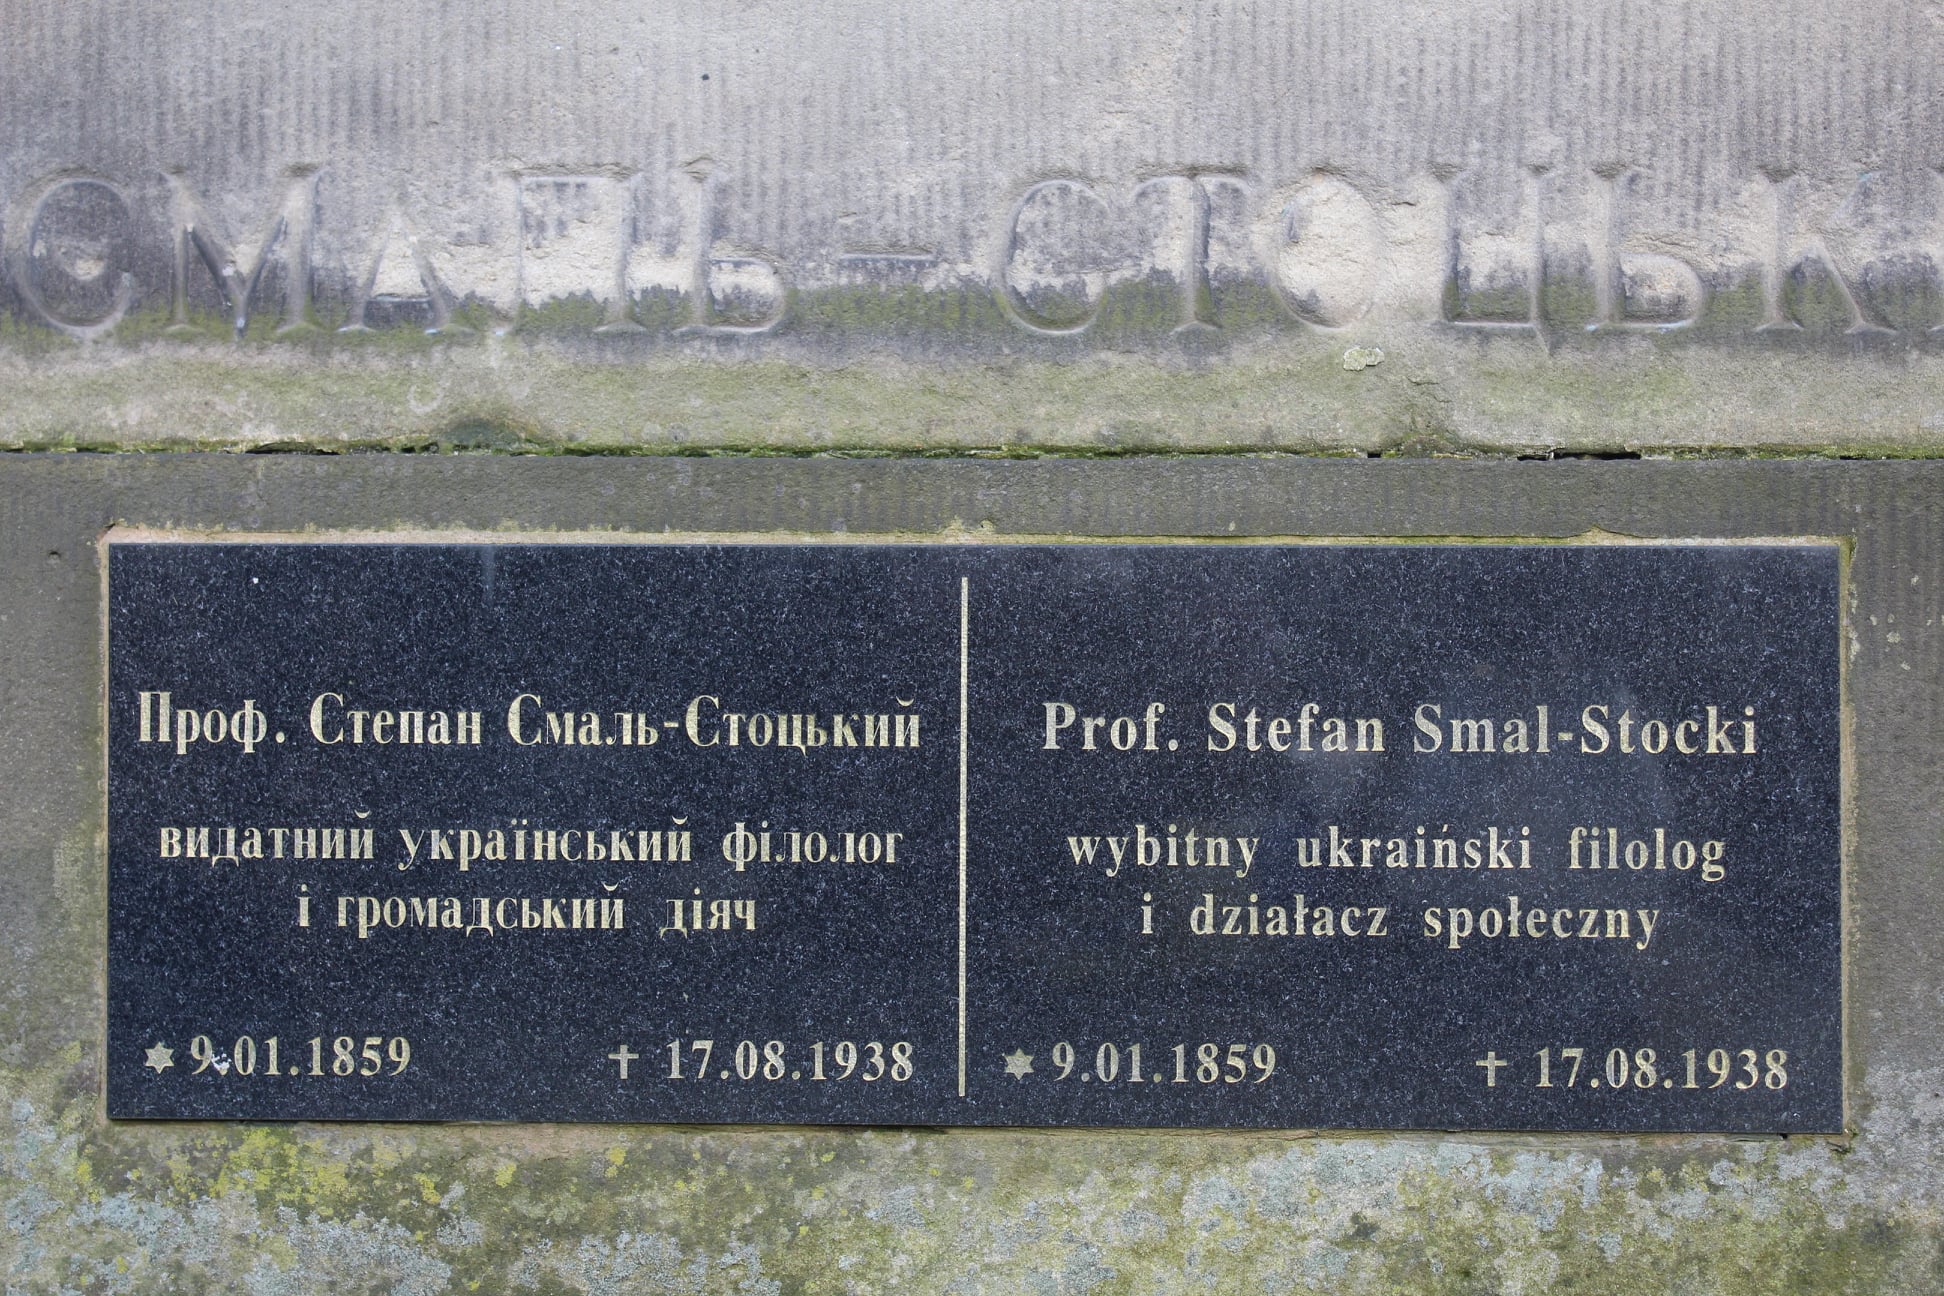 СМАЛЬ-СТОЦЬК
Проф. Степан Смаль-Стоцький
видатний український філолог
і громадський діяч
✶ 9.01.1859 † 17.08.1938
Prof. Stefan Smal-Stocki
wybitny ukraiński filolog
i działacz społeczny
✶ 9.01.1859 † 17.08.1938